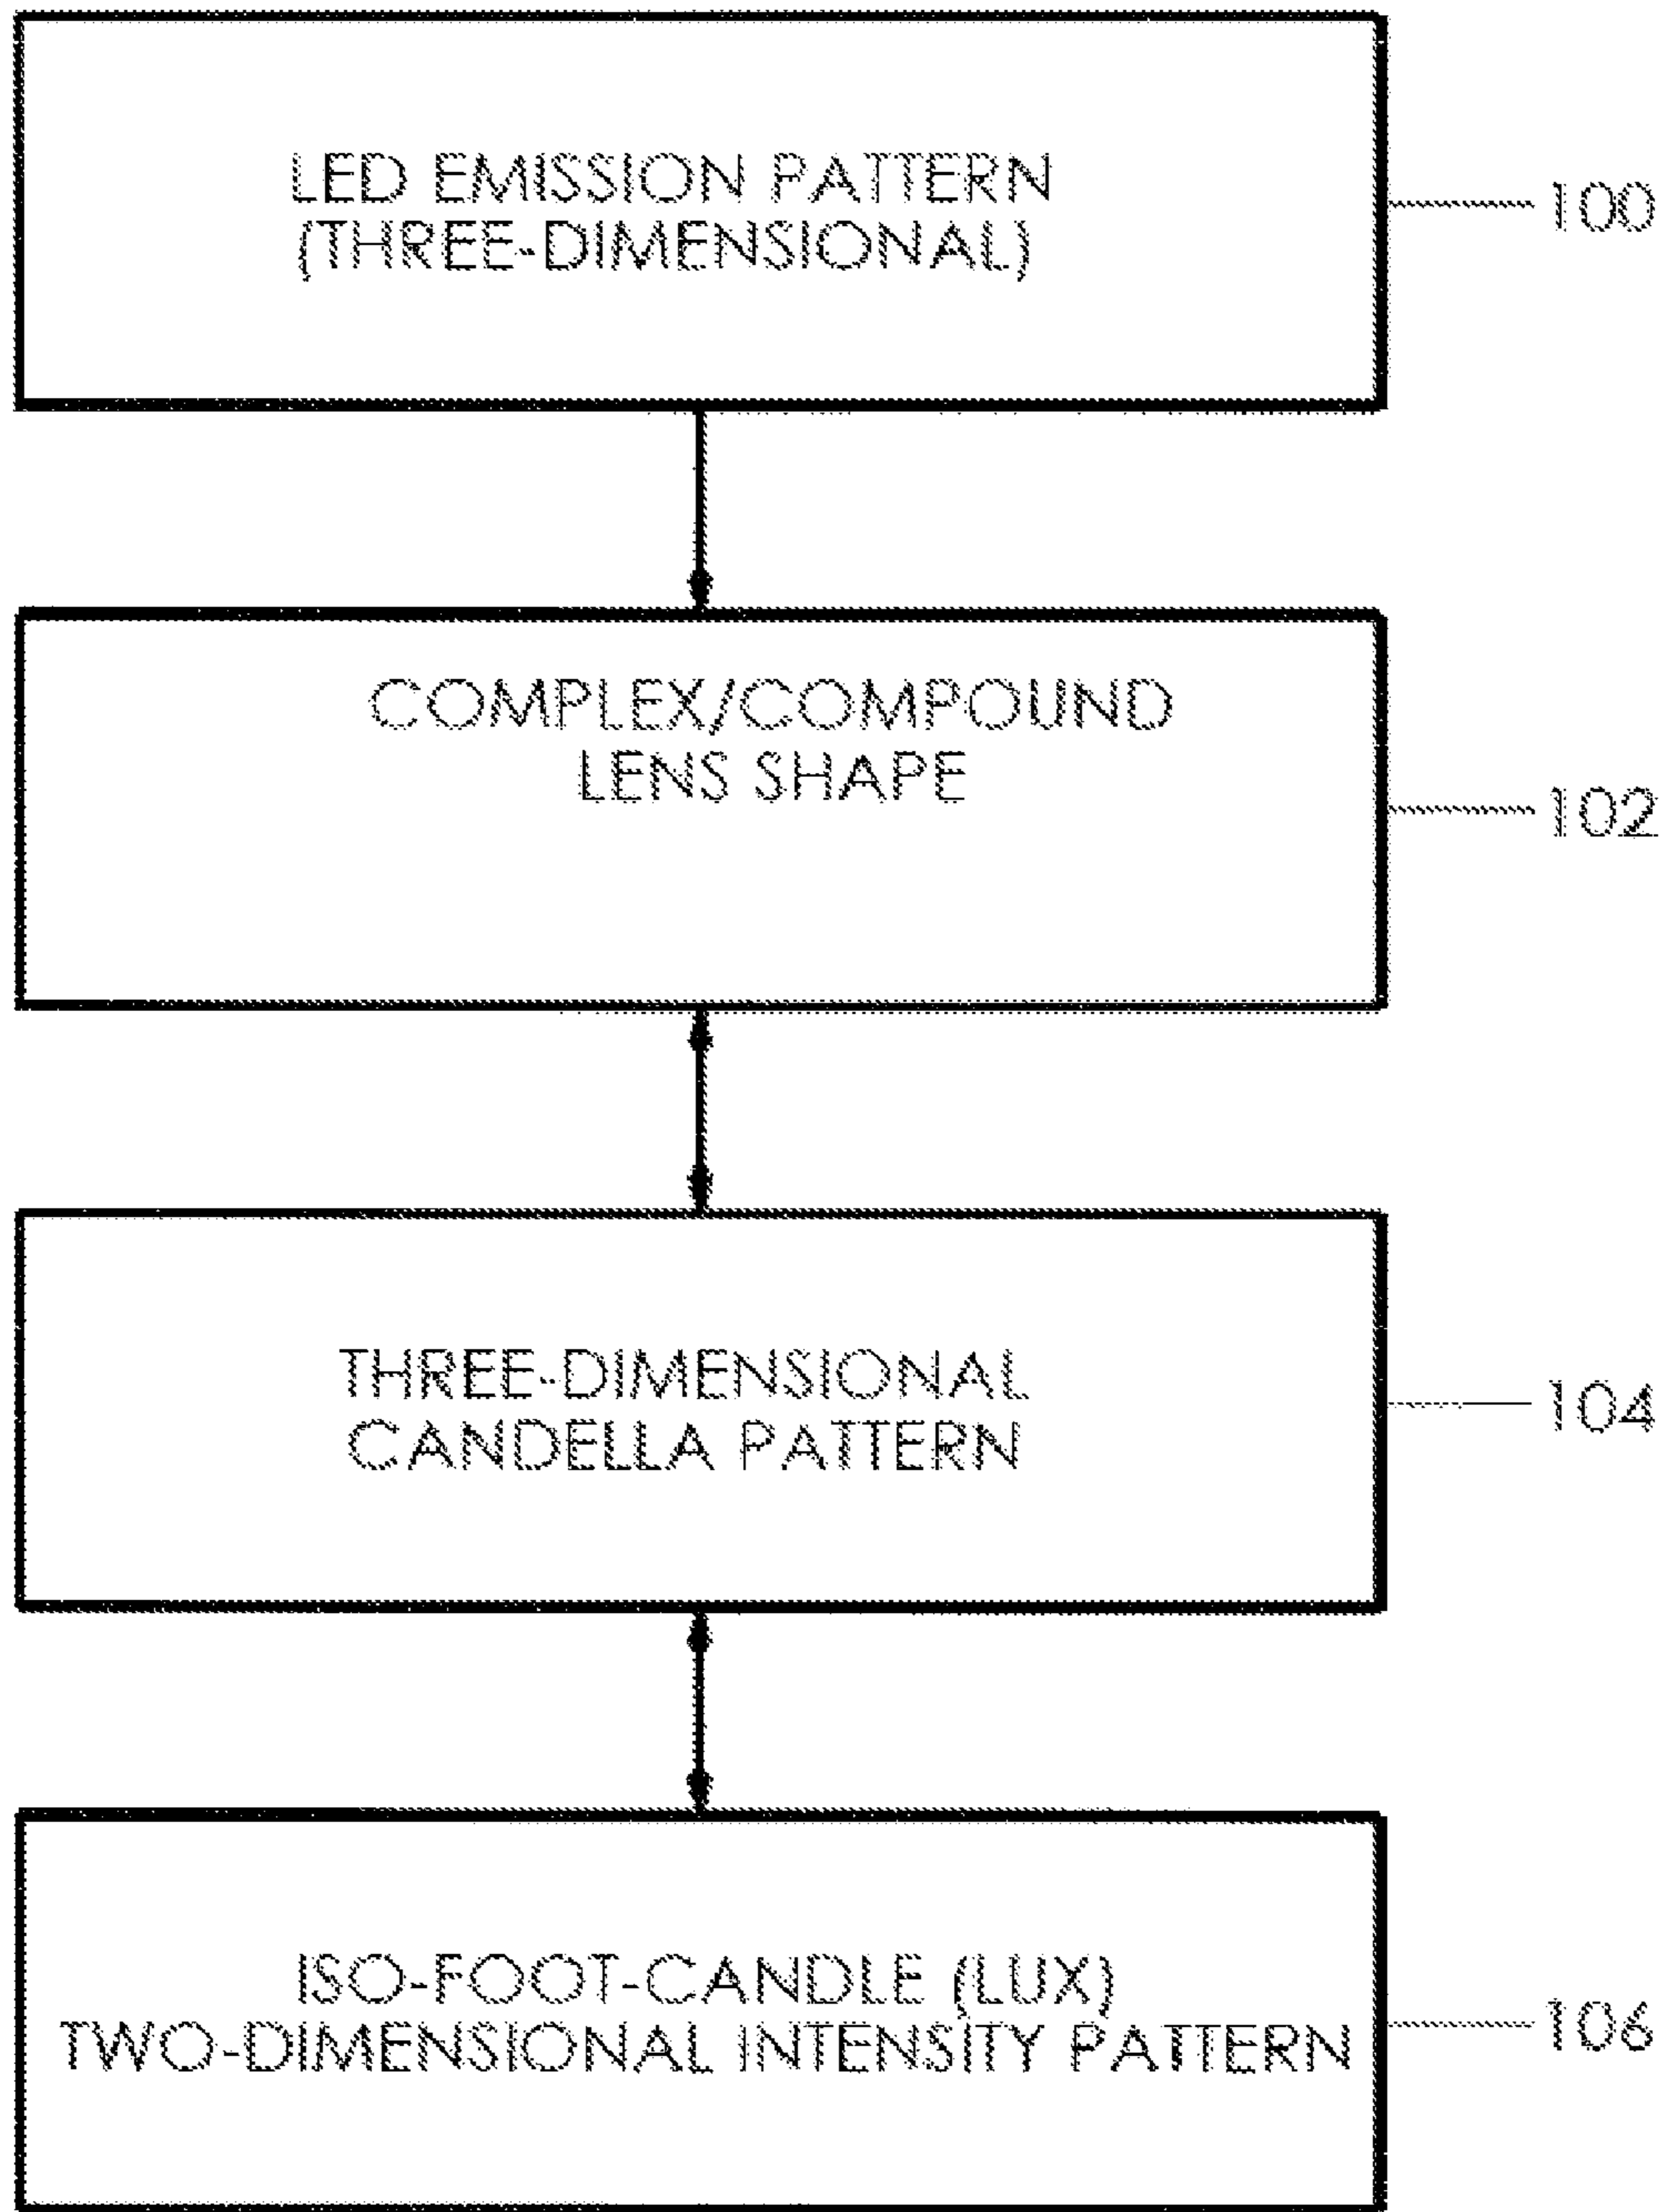 LED EMISSION PATTERN
(THREE-DIMENSIONAL)
100
COMPLEX/COMPOUND
LENS SHAPE
102
THREE-DIMENSIONAL
CANDELLA PATTERN
104
ISO-FOOT-CANDLE (LUX)
TWO-DIMENSIONAL INTENSITY PATTERN
106